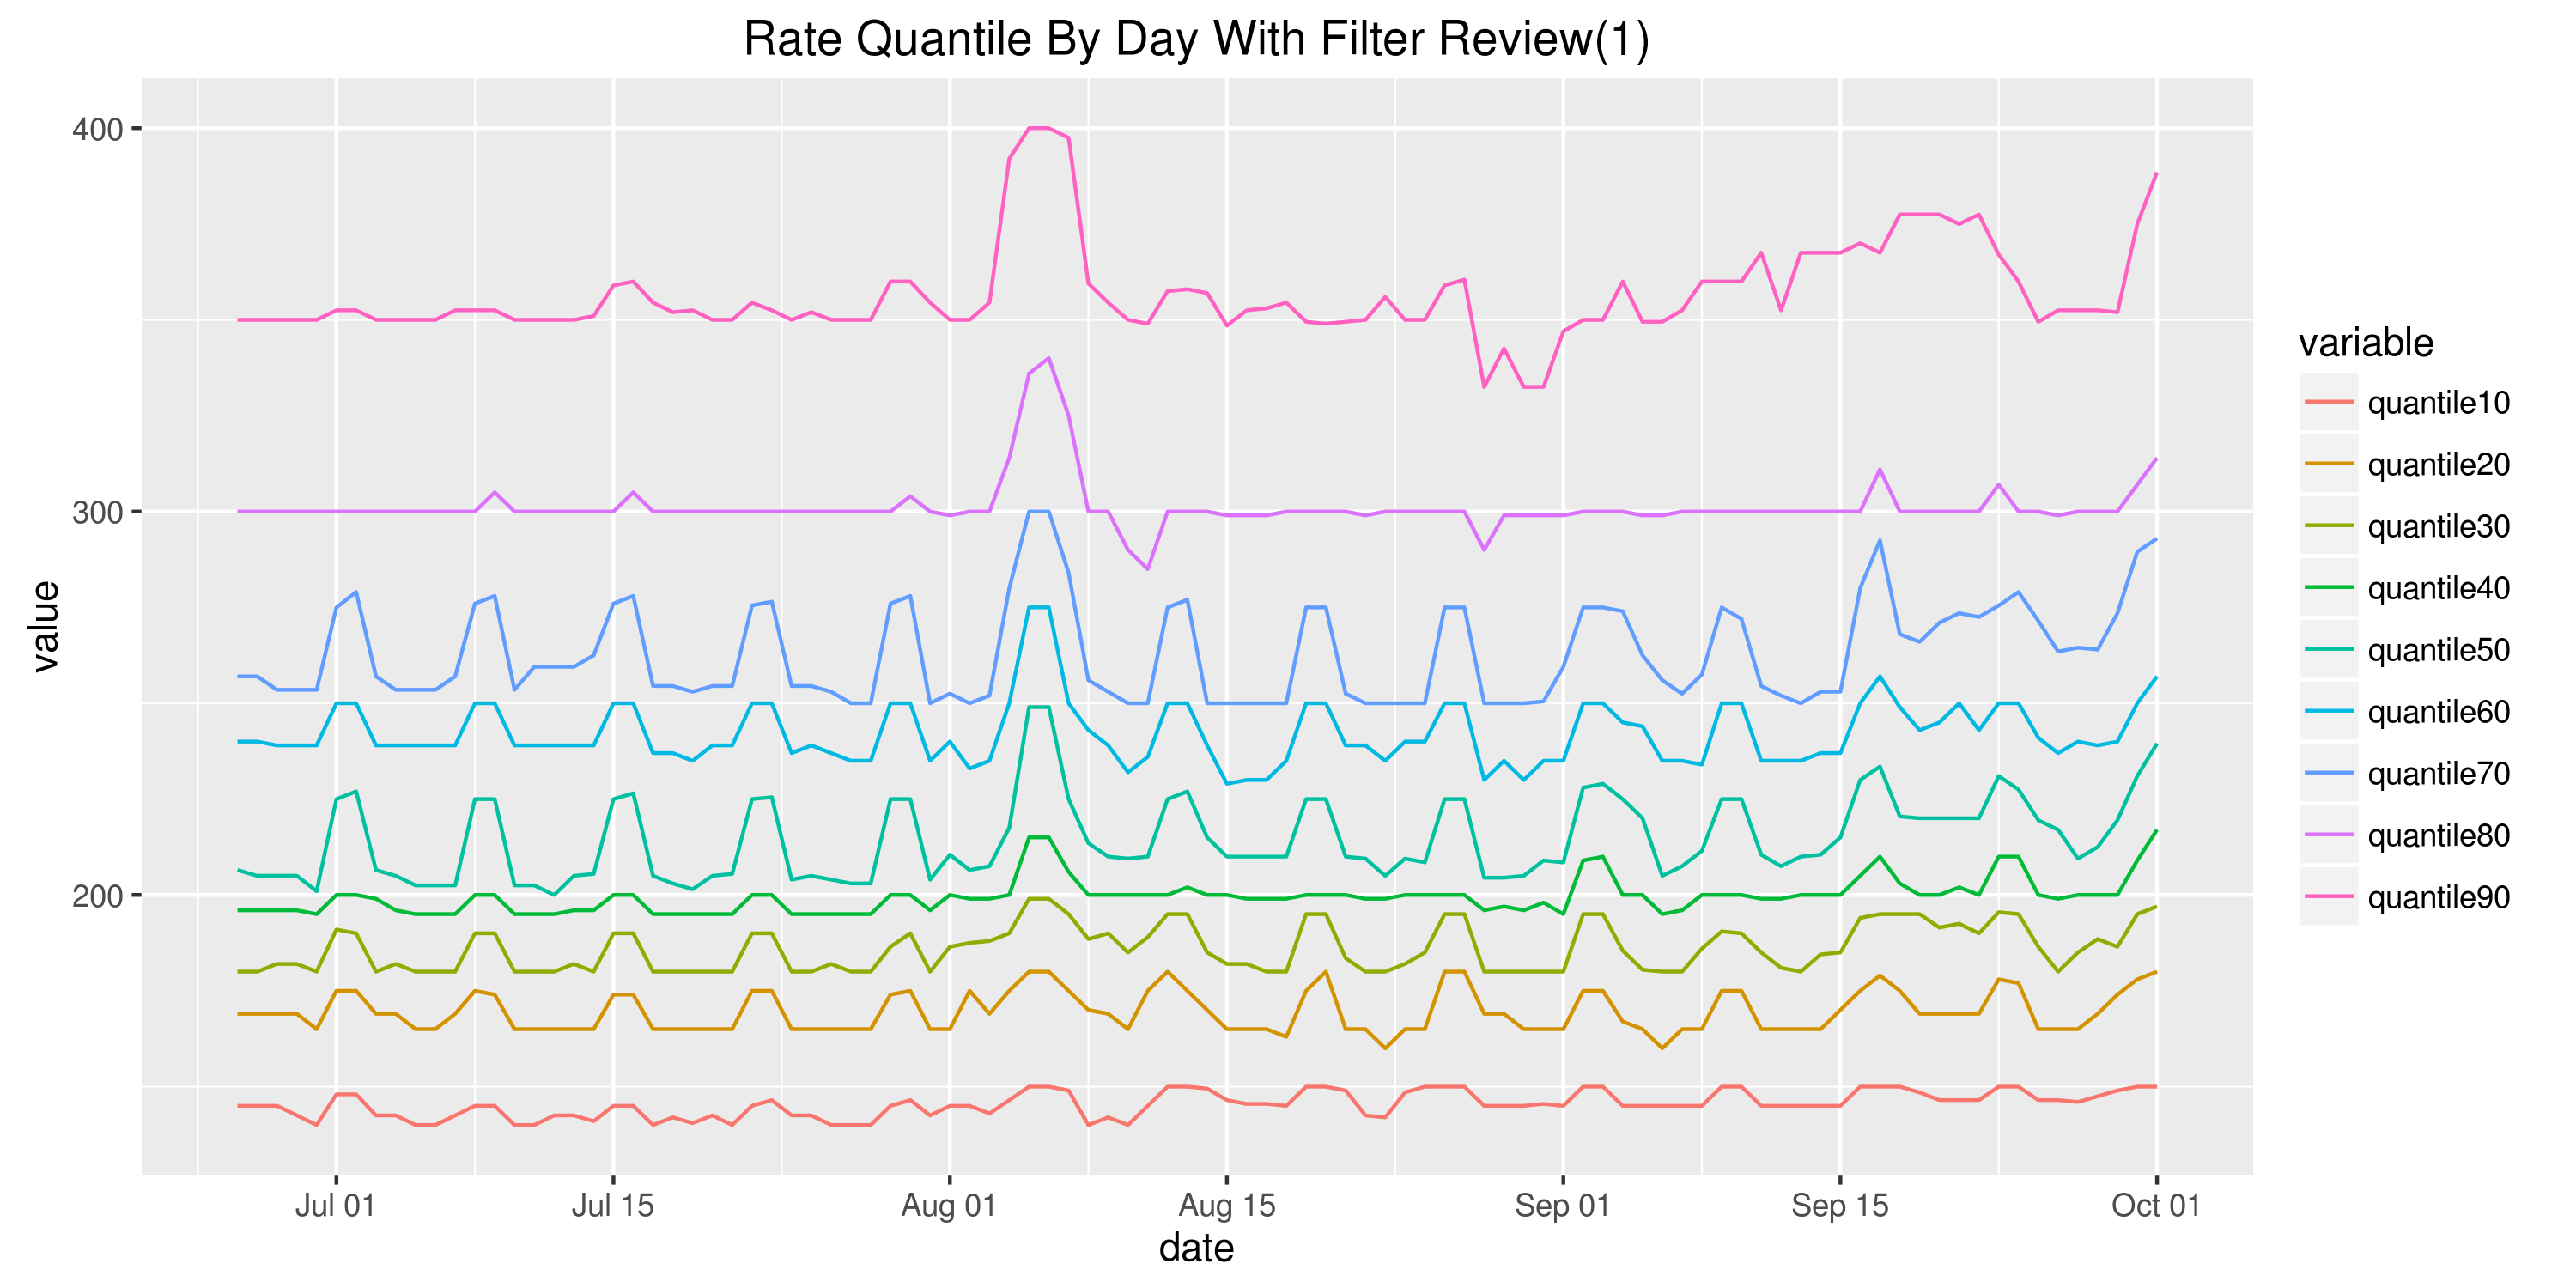 Rate Quantile By Day With Filter Review(1)
400
300
200
value
Jul 01
Jul 15
Aug 01
Aug 15
Sep 01
Sep 15
Oct 01
date
variable
quantile10
quantile20
quantile30
quantile40
quantile50
quantile60
quantile70
quantile80
quantile90